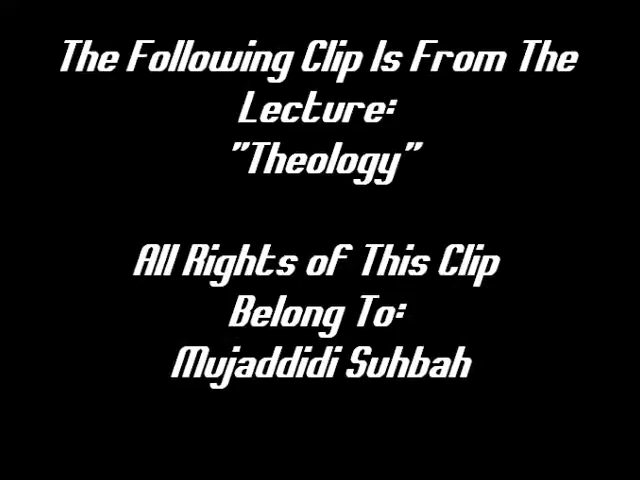 The Following Clip Is From The
Lecture:
"Theology"
All Rights of This Clip
Belong To:
Mujaddidi Suhbah